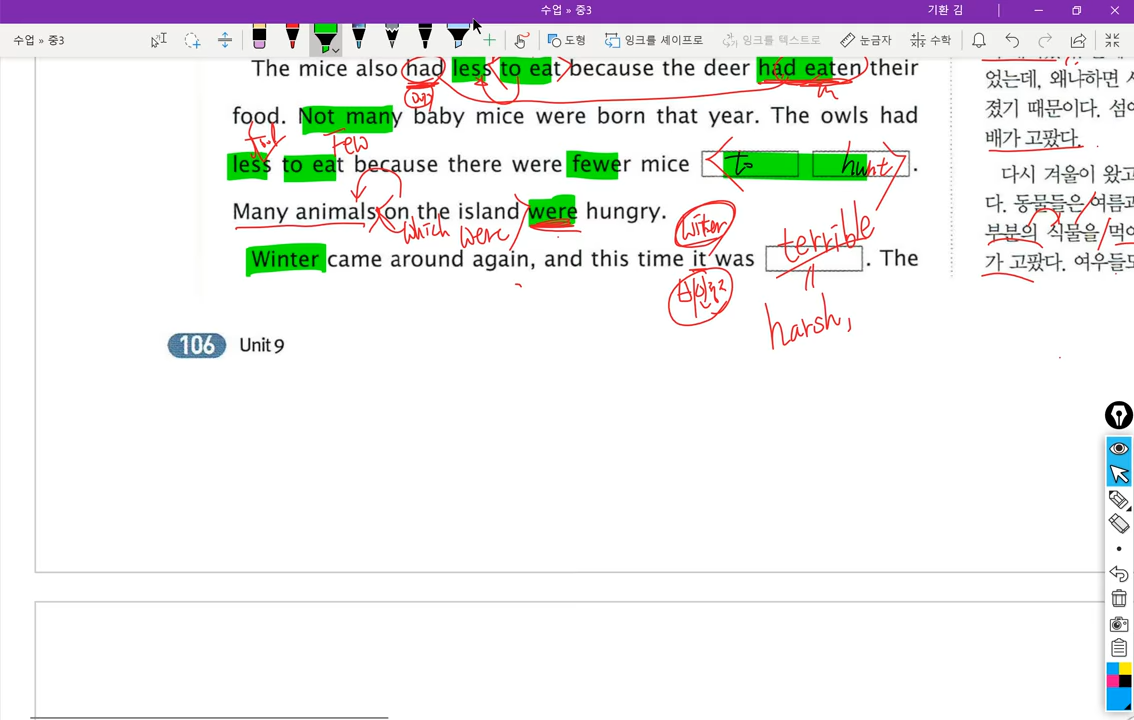 수업 » 중3
기환 김
수업 » 중3
도형
잉크를 셰이프로
잉크를 텍스트로
눈금자
수학
The mice also had less to eat because the deer had eaten their
food. Not many baby mice were born that year. The owls had
food
Few
less to eat because there were fewer mice to hunt.
Many animals on the island were hungry.
which were
terrible
Winter came around again, and this time it was . The
harsh,
106 Unit 9
었는데, 왜냐하면
졌기 때문이다. 섬
배가 고팠다.
다시 겨울이 왔고
다. 동물들은 여름
부분의 식물을 먹
가 고팠다. 여우들도